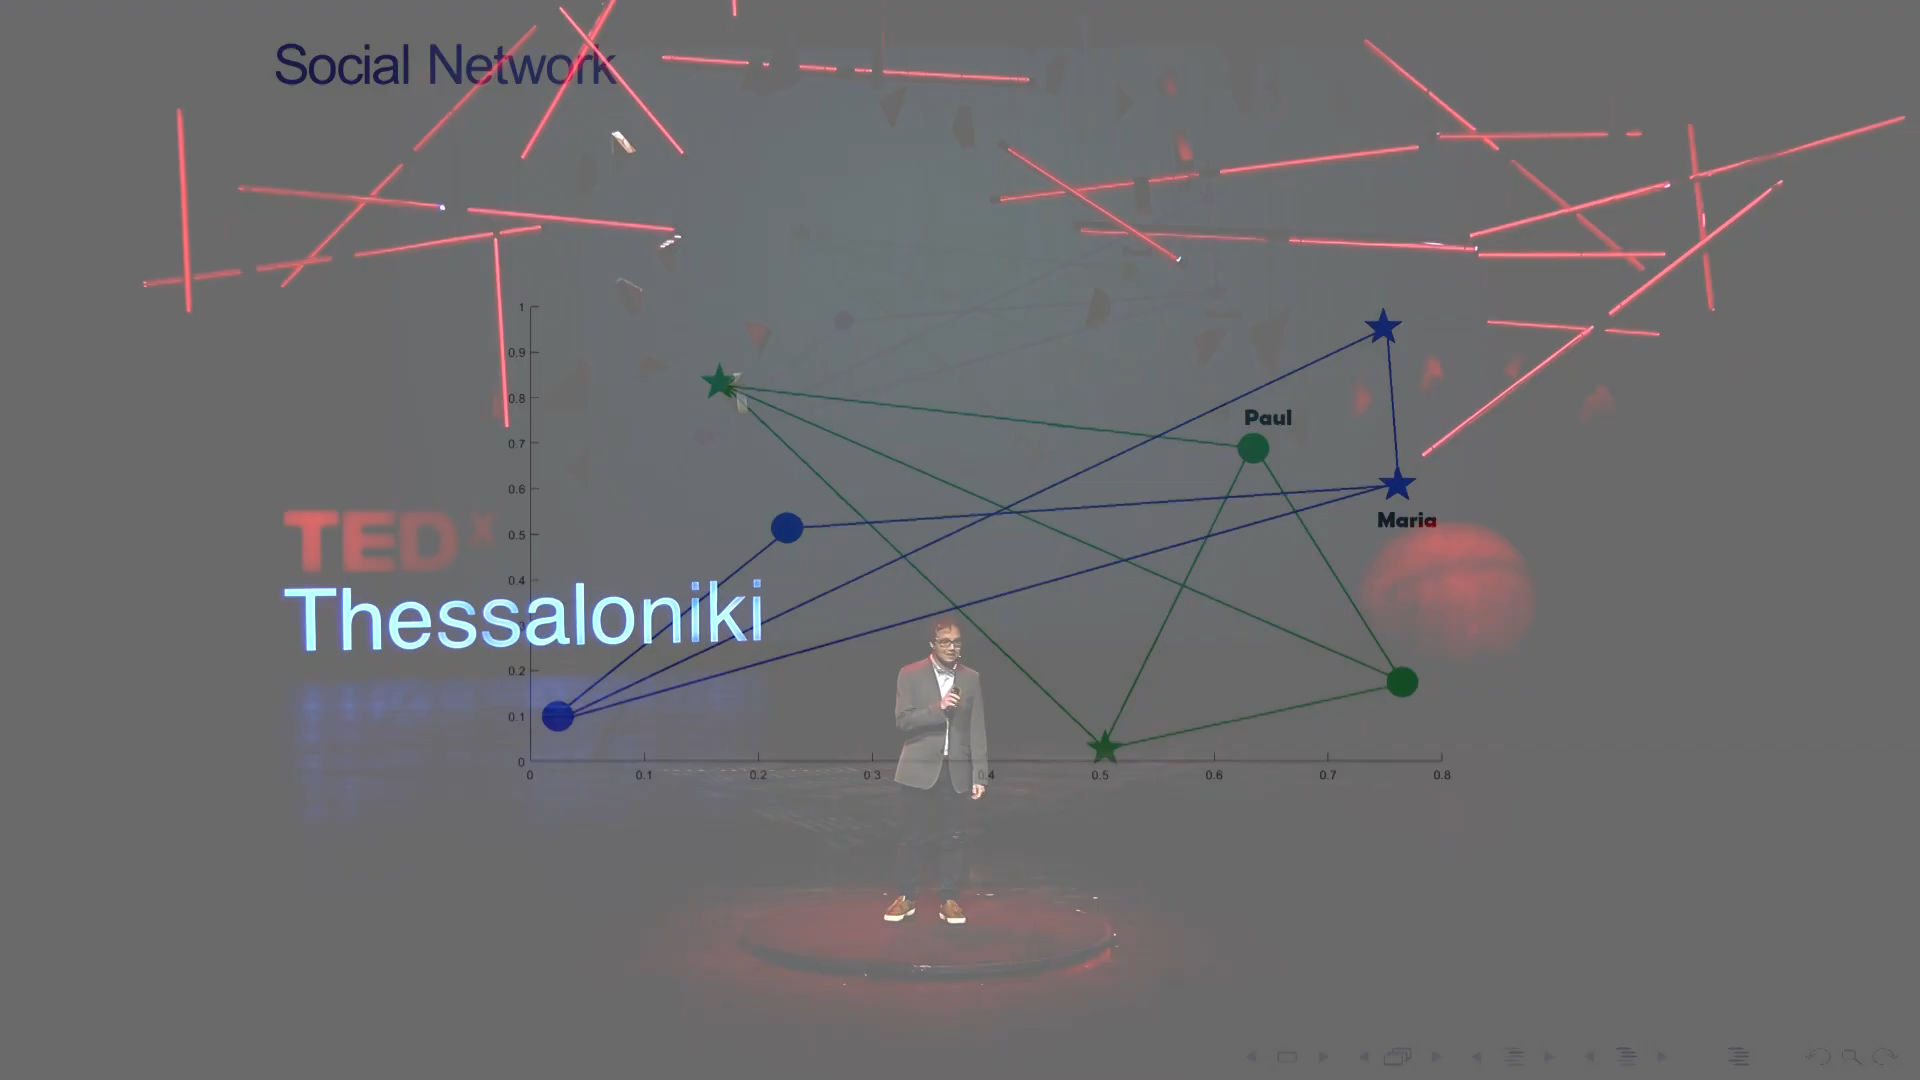 Social Network
1
0.9
0.8
Paul
0.7
0.6
Maria
TEDx
0.5
0.4
Thessaloniki
0.2
0.1
0
0 0.1 0.2 0.3 0.4 0.5 0.6 0.7 0.8